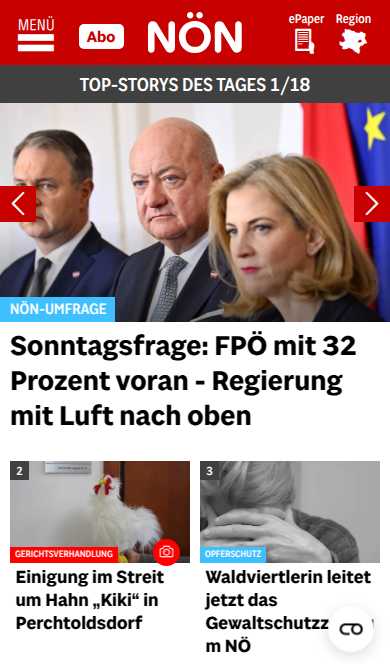 MENÜ
Abo
NÖN
ePaper
Region
TOP-STORYS DES TAGES 1/18
NÖN-UMFRAGE
Sonntagsfrage: FPÖ mit 32
Prozent voran - Regierung
mit Luft nach oben
2
GERICHTSVERHANDLUNG
Einigung im Streit
um Hahn „Kiki“ in
Perchtoldsdorf
3
OPFERSCHUTZ
Waldviertlerin leitet
jetzt das
m NÖ